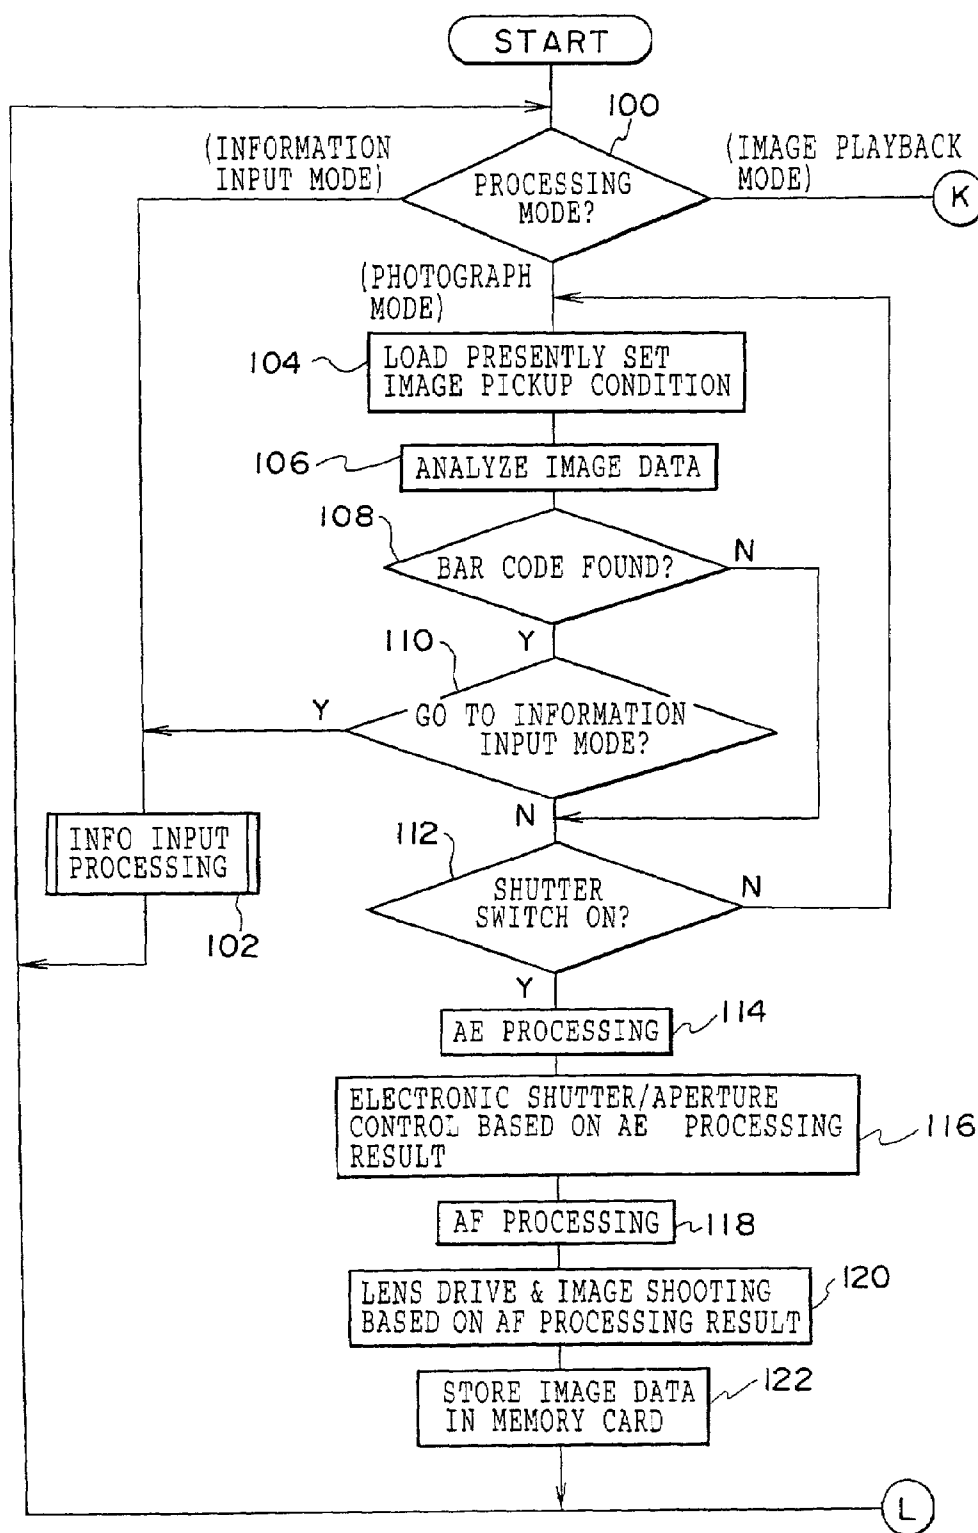 START
100
(INFORMATION
INPUT MODE)
PROCESSING
MODE?
(IMAGE PLAYBACK
MODE)
K
(PHOTOGRAPH
MODE)
104
LOAD PRESENTLY SET
IMAGE PICKUP CONDITION
106
ANALYZE IMAGE DATA
108
BAR CODE FOUND?
N
Y
110
GO TO INFORMATION
INPUT MODE?
Y
N
INFO INPUT
PROCESSING
102
112
SHUTTER
SWITCH ON?
N
Y
AE PROCESSING
114
ELECTRONIC SHUTTER/APERTURE
CONTROL BASED ON AE PROCESSING
RESULT
116
AF PROCESSING
118
LENS DRIVE & IMAGE SHOOTING
BASED ON AF PROCESSING RESULT
120
STORE IMAGE DATA
IN MEMORY CARD
122
L